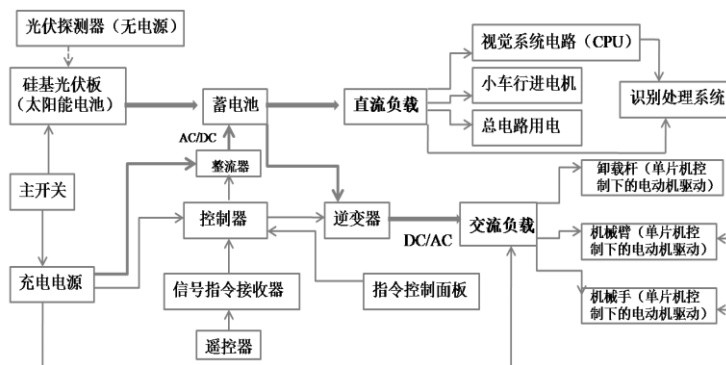 光伏探测器（无电源）
硅基光伏板
（太阳能电池）
蓄电池
直流负载
视觉系统电路（CPU）
小车行进电机
总电路用电
识别处理系统
AC/DC
整流器
主开关
控制器
逆变器
DC/AC
交流负载
卸载杆（单片机控
制下的电动机驱动）
机械臂（单片机控
制下的电动机驱动）
机械手（单片机控
制下的电动机驱动）
充电电源
信号指令接收器
指令控制面板
遥控器